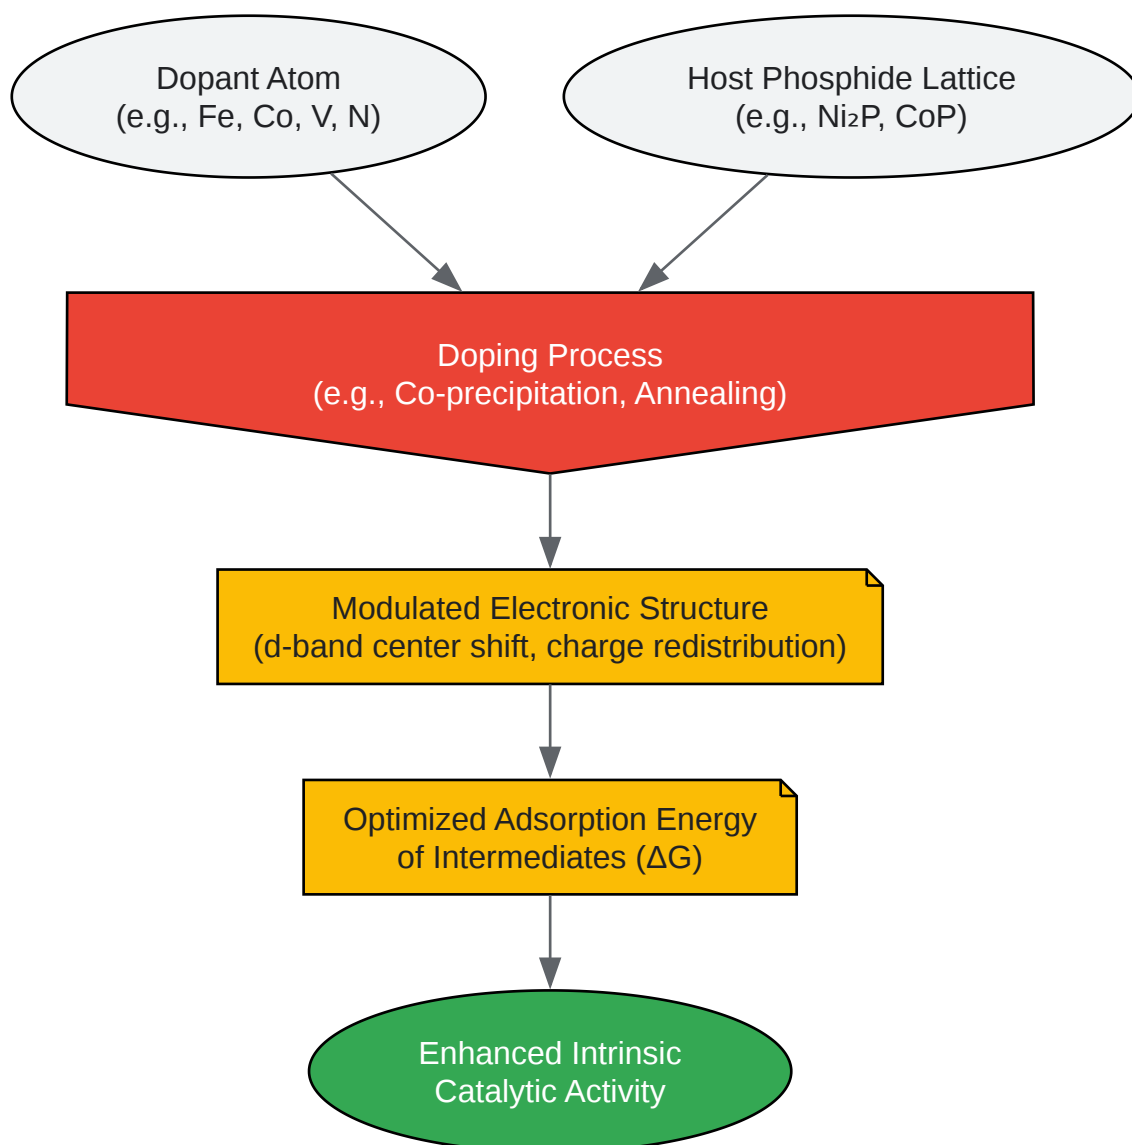 Dopant Atom
(e.g., Fe, Co, V, N)
Host Phosphide Lattice
(e.g., Ni₂P, CoP)
Doping Process
(e.g., Co-precipitation, Annealing)
Modulated Electronic Structure
(d-band center shift, charge redistribution)
Optimized Adsorption Energy
of Intermediates (ΔG)
Enhanced Intrinsic
Catalytic Activity